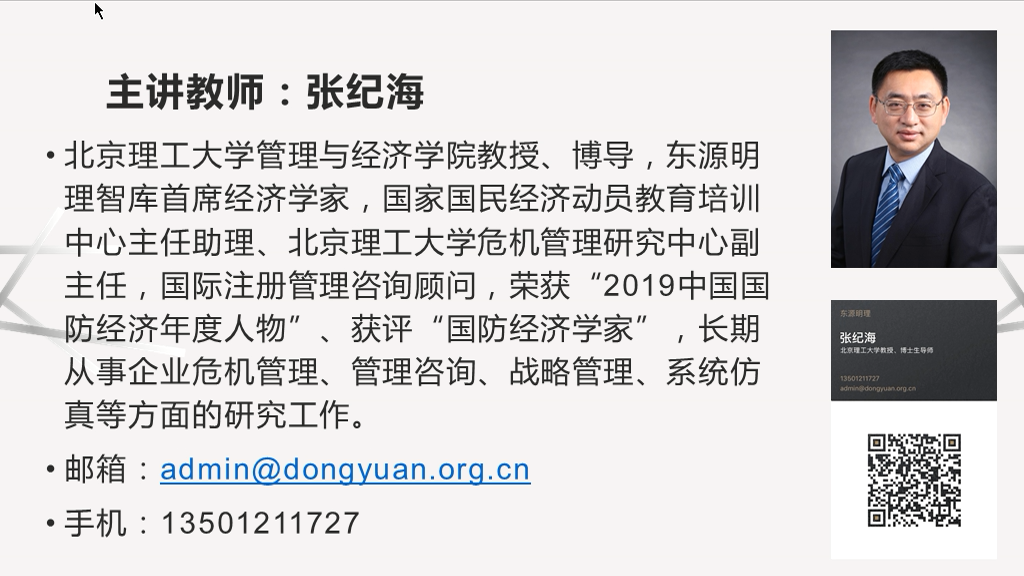 主讲教师：张纪海
• 北京理工大学管理与经济学院教授、博导，东源明
理智库首席经济学家，国家国民经济动员教育培训
中心主任助理、北京理工大学危机管理研究中心副
主任，国际注册管理咨询顾问，荣获“2019中国国
防经济年度人物”、获评“国防经济学家”，长期
从事企业危机管理、管理咨询、战略管理、系统仿
真等方面的研究工作。
• 邮箱：admin@dongyuan.org.cn
• 手机：13501211727
东源明理
张纪海
北京理工大学教授、博士生导师
13501211727
admin@dongyuan.org.cn